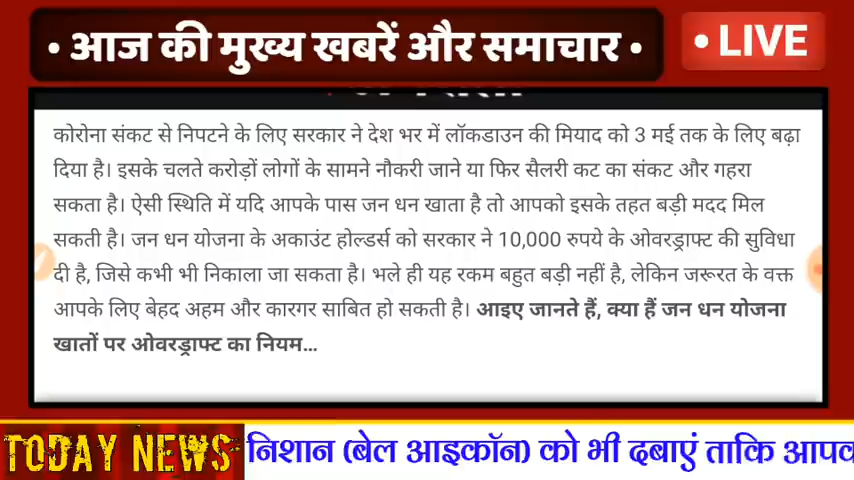 • आज की मुख्य खबरें और समाचार •
• LIVE
कोरोना संकट से निपटने के लिए सरकार ने देश भर में लॉकडाउन की मियाद को 3 मई तक के लिए बढ़ा
दिया है। इसके चलते करोड़ों लोगों के सामने नौकरी जाने या फिर सैलरी कट का संकट और गहरा
सकता है। ऐसी स्थिति में यदि आपके पास जन धन खाता है तो आपको इसके तहत बड़ी मदद मिल
सकती है। जन धन योजना के अकाउंट होल्डर्स को सरकार ने 10,000 रुपये के ओवरड्राफ्ट की सुविधा
दी है, जिसे कभी भी निकाला जा सकता है। भले ही यह रकम बहुत बड़ी नहीं है, लेकिन जरूरत के वक्त
आपके लिए बेहद अहम और कारगर साबित हो सकती है। आइए जानते हैं, क्या हैं जन धन योजना
खातों पर ओवरड्राफ्ट का नियम...
TODAY NEWS
निशान (बेल आइकॉन) को भी दबाएं ताकि